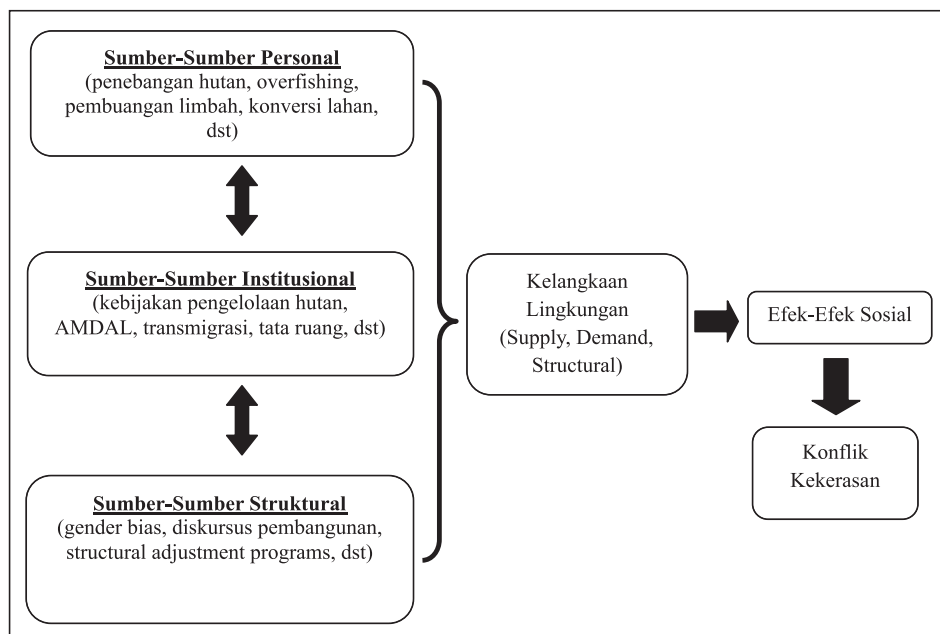 Sumber-Sumber Personal
(penebangan hutan, overfishing,
pembuangan limbah, konversi lahan,
dst)
Sumber-Sumber Institusional
(kebijakan pengelolaan hutan,
AMDAL, transmigrasi, tata ruang, dst)
Sumber-Sumber Struktural
(gender bias, diskursus pembangunan,
structural adjustment programs, dst)
Kelangkaan
Lingkungan
(Supply, Demand,
Structural)
Efek-Efek Sosial
Konflik
Kekerasan